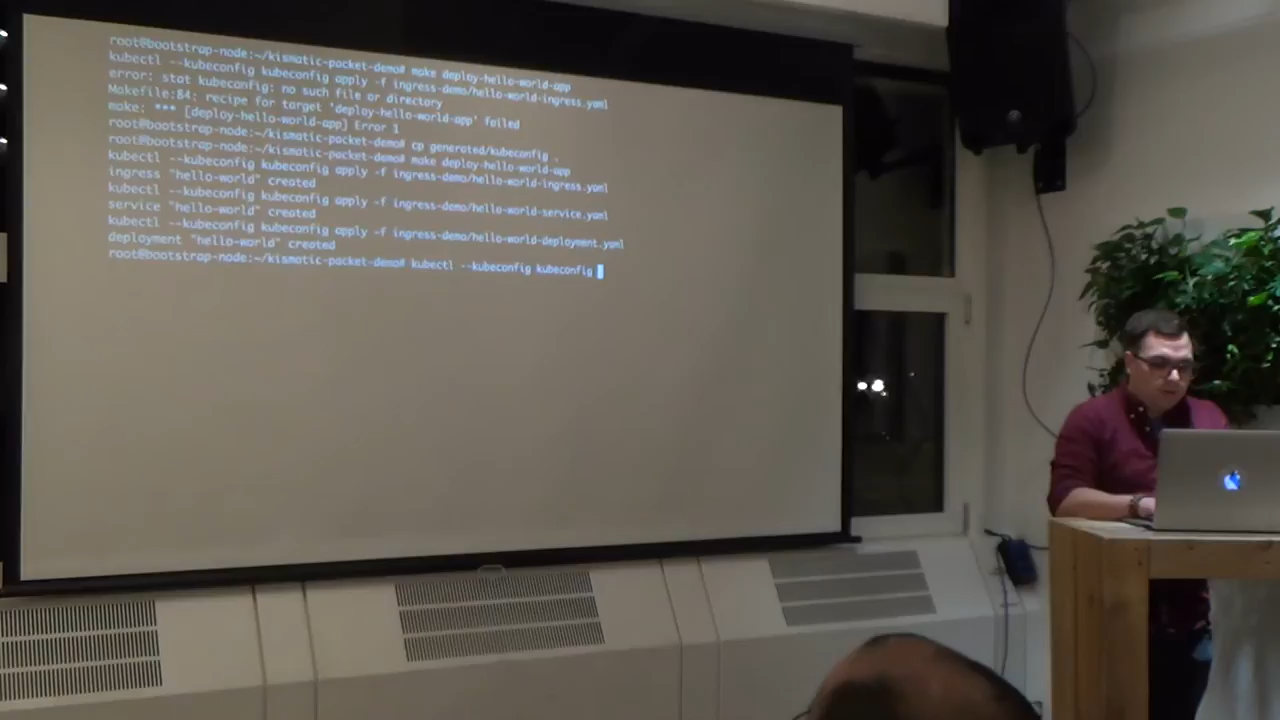 root@bootstrap-node:~/kismatic-packet-demo# make deploy-hello-world-app
kubectl --kubeconfig kubeconfig apply -f ingress-demo/hello-world-ingress.yaml
error: stat kubeconfig: no such file or directory
Makefile:84: recipe for target 'deploy-hello-world-app' failed
make: *** [deploy-hello-world-app] Error 1
root@bootstrap-node:~/kismatic-packet-demo# cp generated/kubeconfig .
root@bootstrap-node:~/kismatic-packet-demo# make deploy-hello-world-app
kubectl --kubeconfig kubeconfig apply -f ingress-demo/hello-world-ingress.yaml
ingress "hello-world" created
kubectl --kubeconfig kubeconfig apply -f ingress-demo/hello-world-service.yaml
service "hello-world" created
kubectl --kubeconfig kubeconfig apply -f ingress-demo/hello-world-deployment.yaml
deployment "hello-world" created
root@bootstrap-node:~/kismatic-packet-demo# kubectl --kubeconfig kubeconfig